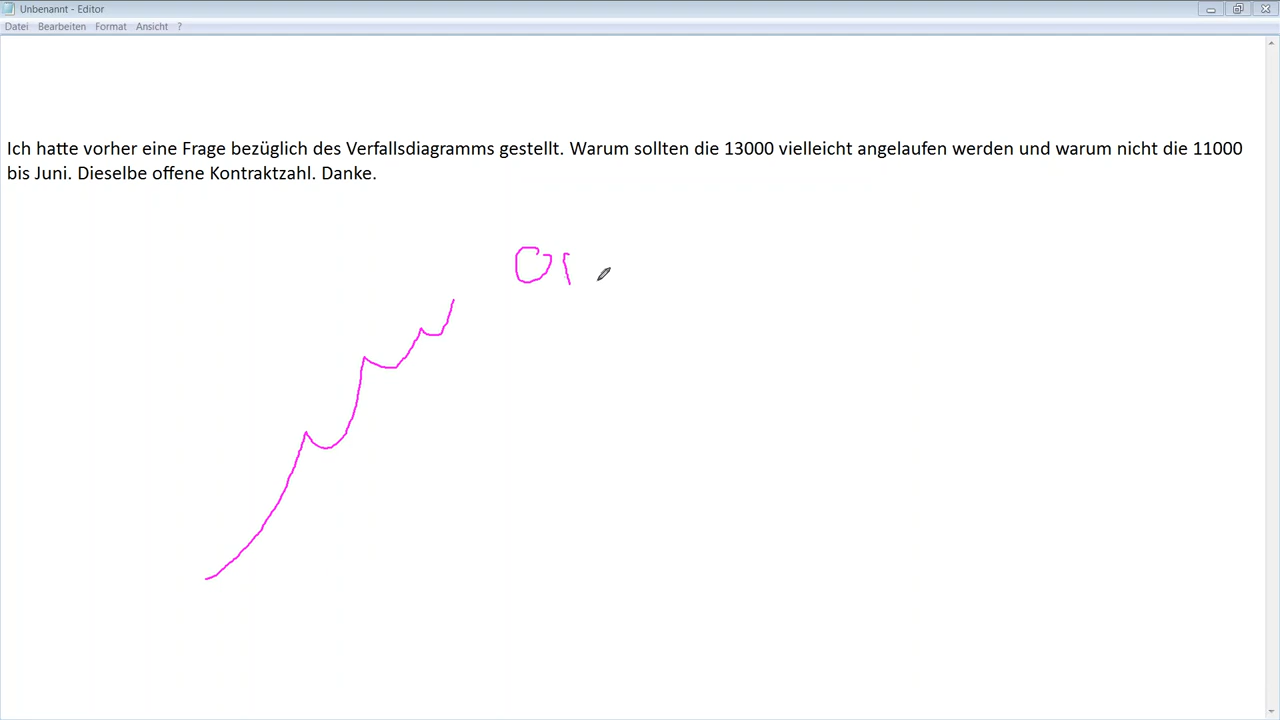 Unbenannt - Editor
Datei Bearbeiten Format Ansicht ?
Ich hatte vorher eine Frage bezüglich des Verfallsdiagramms gestellt. Warum sollten die 13000 vielleicht angelaufen werden und warum nicht die 11000
bis Juni. Dieselbe offene Kontraktzahl. Danke.